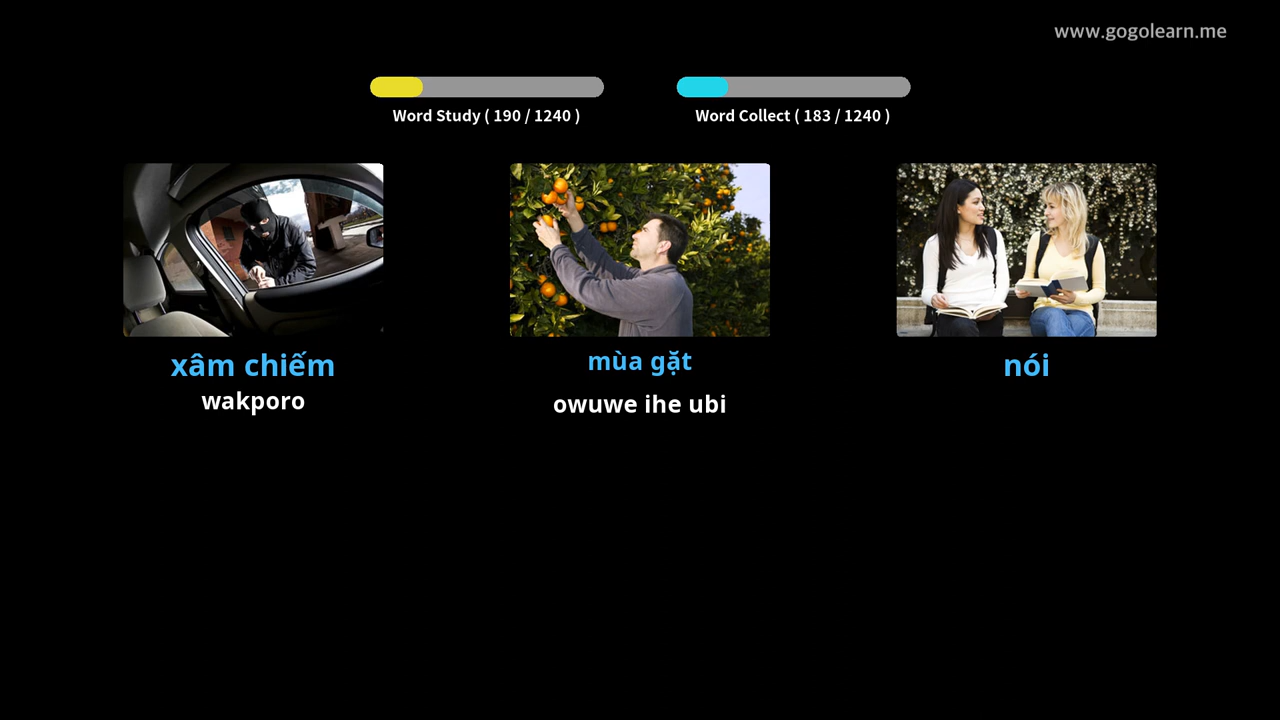 www.gogolearn.me
Word Study ( 190 / 1240 )
Word Collect ( 183 / 1240 )
xâm chiếm
wakporo
mùa gặt
owuwe ihe ubi
nói